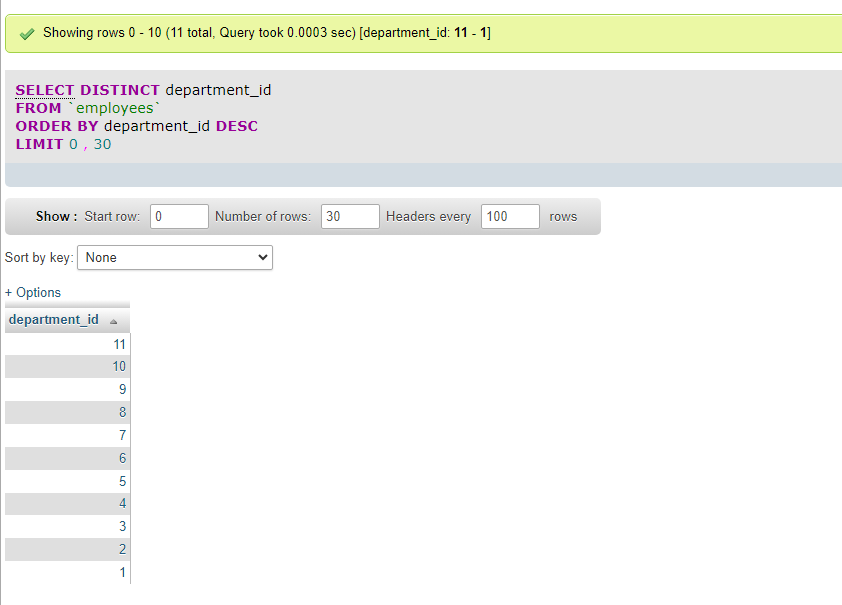 Showing rows 0 - 10 (11 total, Query took 0.0003 sec) [department_id: 11 - 1]
SELECT DISTINCT department_id
FROM `employees`
ORDER BY department_id DESC
LIMIT 0 , 30
Show : Start row: 0 Number of rows: 30 Headers every 100 rows
Sort by key: None
+ Options
department_id
11
10
9
8
7
6
5
4
3
2
1